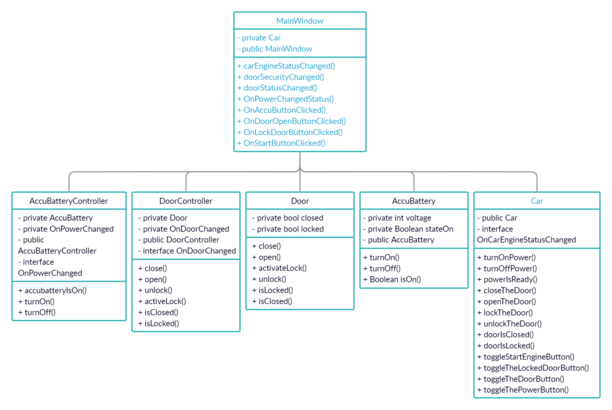 MainWindow
- private Car
- public MainWindow
+ carEngineStatusChanged()
+ doorSecurityChanged()
+ doorStatusChanged()
+ OnPowerChangedStatus()
+ OnAccuButtonClicked()
+ OnDoorOpenButtonClicked()
+ OnLockDoorButtonClicked()
+ OnStartButtonClicked()
AccuBatteryController
- private AccuBattery
- private OnPowerChanged
- public
AccuBatteryController
- interface
OnPowerChanged
+ accubatteryIsOn()
+ turnOn()
+ turnOff()
DoorController
- private Door
- private OnDoorChanged
- public DoorController
- interface OnDoorChanged
+ close()
+ open()
+ unlock()
+ activeLock()
+ isClosed()
+ isLocked()
Door
- private bool closed
- private bool locked
+ close()
+ open()
+ activateLock()
+ unlock()
+ isLocked()
+ isClosed()
AccuBattery
- private int voltage
- private Boolean stateOn
- public AccuBattery
+ turnOn()
+ turnOff()
+ Boolean isOn()
Car
- public Car
- interface
OnCarEngineStatusChanged
+ turnOnPower()
+ turnOffPower()
+ powerIsReady()
+ closeTheDoor()
+ openTheDoor()
+ lockTheDoor()
+ unlockTheDoor()
+ doorIsClosed()
+ doorIsLocked()
+ toggleStartEngineButton()
+ toggleTheLockedDoorButton()
+ toggleTheDoorButton()
+ toggleThePowerButton()